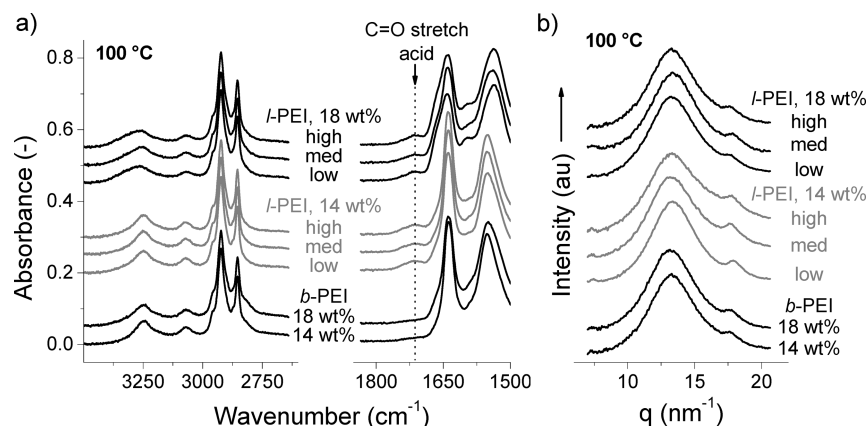 a)
100 °C
C=O stretch
acid
l-PEI, 18 wt%
high
med
low
l-PEI, 14 wt%
high
med
low
b-PEI
18 wt%
14 wt%
0.8
0.6
0.4
0.2
0.0
Absorbance (-)
3250 3000 2750 1800 1650 1500
Wavenumber (cm-1)
b)
100 °C
l-PEI, 18 wt%
high
med
low
l-PEI, 14 wt%
high
med
low
b-PEI
18 wt%
14 wt%
Intensity (au)
10 15 20
q (nm-1)